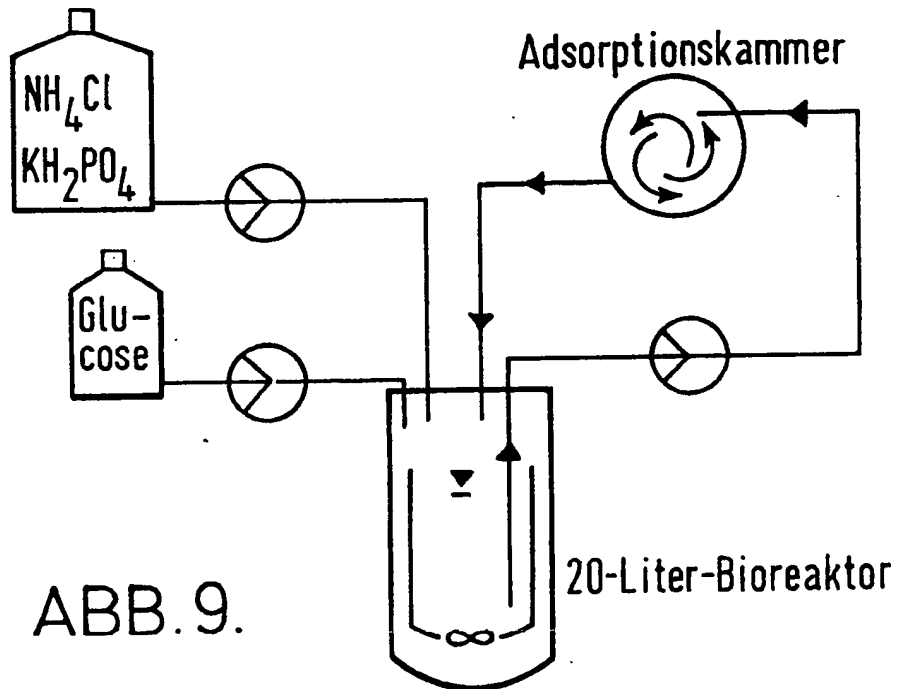 Adsorptionskammer
NH₄Cl
KH₂PO₄
Glu-
cose
20-Liter-Bioreaktor
ABB. 9.